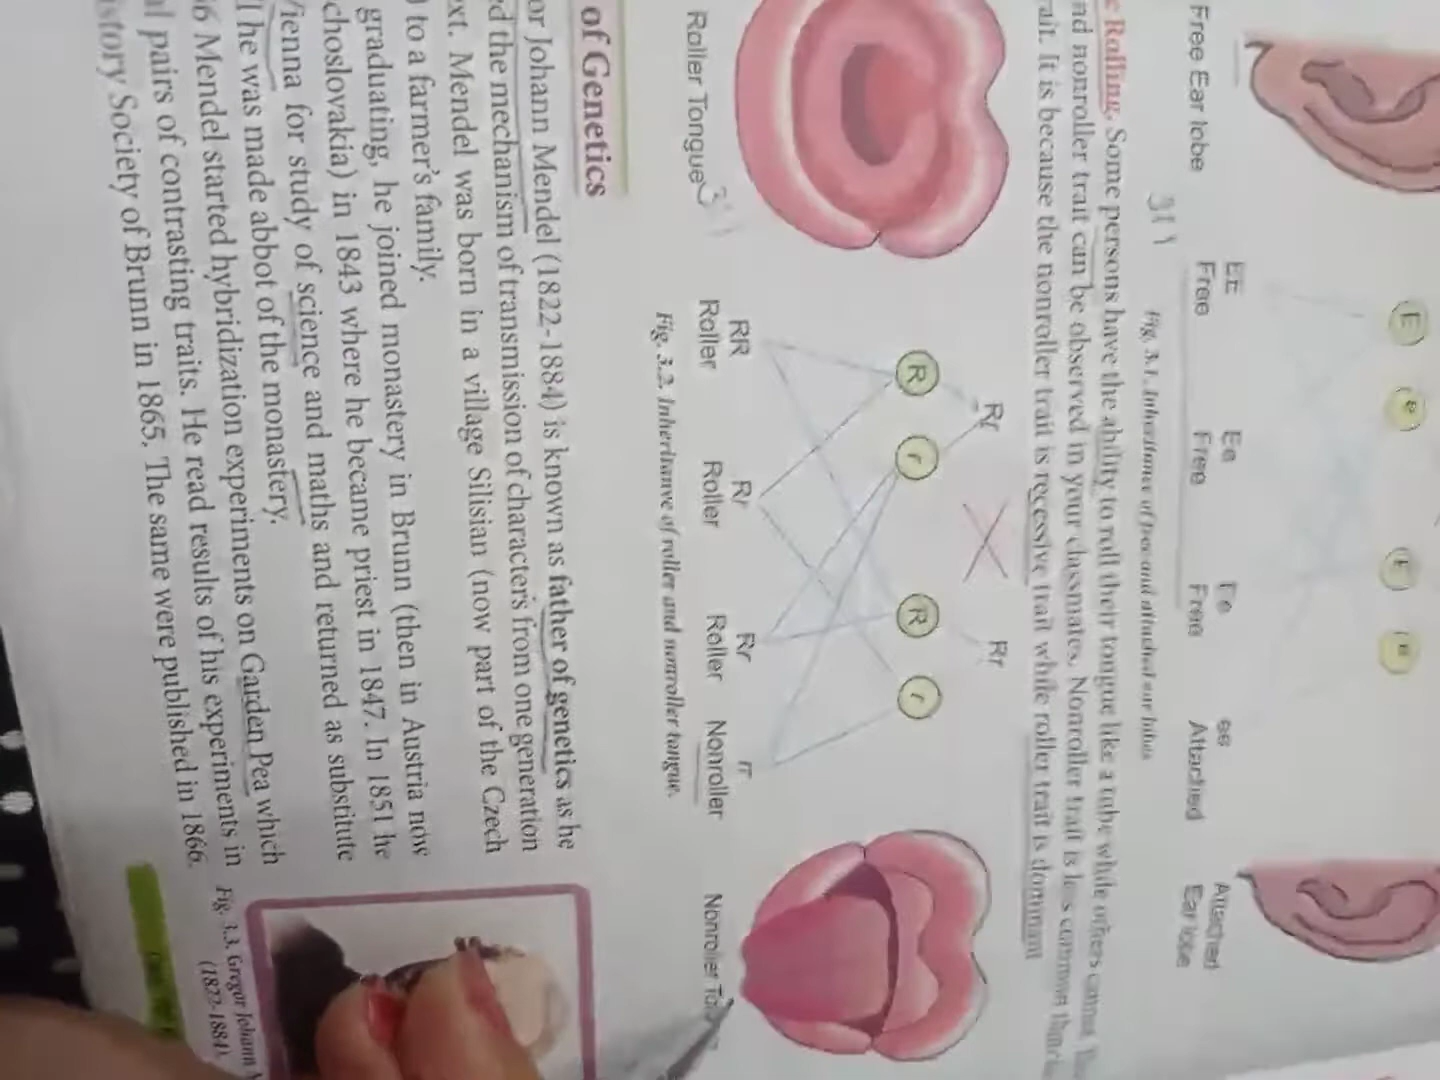 E e E e
Free Ear lobe
EE Ee Ee ee Attached
Free Free Free Attached Ear lobe
311
Fig. 3.1. Inheritance of free and attached ear lobes
Rolling. Some persons have the ability to roll their tongue like a tube while others cannot.
nd nonroller trait can be observed in your classmates. Nonroller trait is less common than
rait. It is because the nonroller trait is recessive trait while roller trait is dominant
Rr Rr
R r R r
RR Rr Rr rr
Roller Tongue Roller Roller Roller Nonroller Nonroller
Fig. 3.2. Inheritance of roller and nonroller tongue.
of Genetics
or Johann Mendel (1822-1884) is known as father of genetics as he
d the mechanism of transmission of characters from one generation
ext. Mendel was born in a village Silisian (now part of the Czech
) to a farmer's family.
graduating, he joined monastery in Brunn (then in Austria now
choslovakia) in 1843 where he became priest in 1847. In 1851 he
Vienna for study of science and maths and returned as substitute
l he was made abbot of the monastery.
6 Mendel started hybridization experiments on Garden Pea which
al pairs of contrasting traits. He read results of his experiments in
istory Society of Brunn in 1865. The same were published in 1866.
Fig. 3.3. Gregor Johann
(1822-1884).